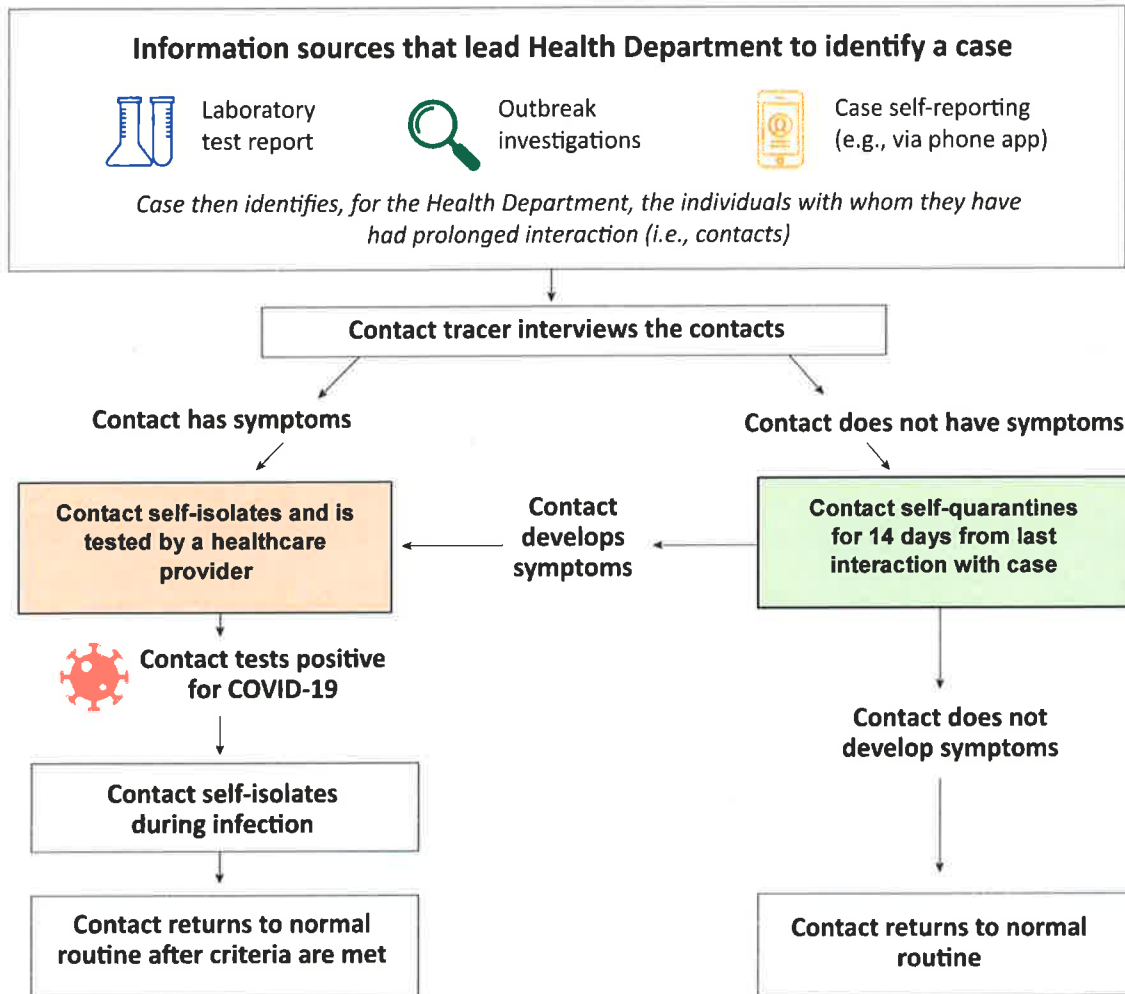 Information sources that lead Health Department to identify a case
Laboratory
test report
Outbreak
investigations
Case self-reporting
(e.g., via phone app)
Case then identifies, for the Health Department, the individuals with whom they have
had prolonged interaction (i.e., contacts)
Contact tracer interviews the contacts
Contact has symptoms
Contact does not have symptoms
Contact self-isolates and is
tested by a healthcare
provider
Contact
develops
symptoms
Contact self-quarantines
for 14 days from last
interaction with case
Contact tests positive
for COVID-19
Contact does not
develop symptoms
Contact self-isolates
during infection
Contact returns to normal
routine after criteria are met
Contact returns to normal
routine